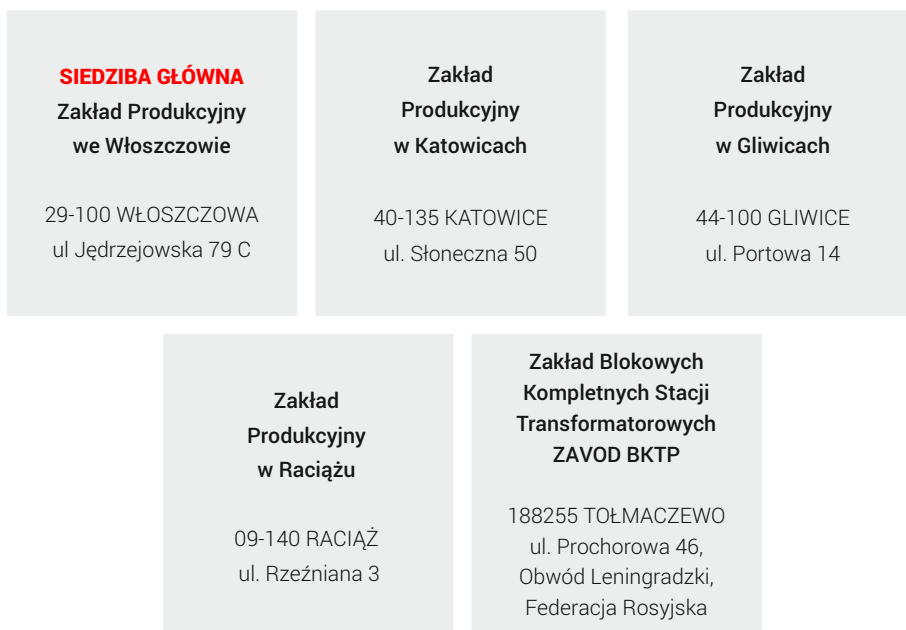 SIEDZIBA GŁÓWNA
Zakład Produkcyjny
we Włoszczowie
29-100 WŁOSZCZOWA
ul Jędrzejowska 79 C
Zakład
Produkcyjny
w Katowicach
40-135 KATOWICE
ul. Słoneczna 50
Zakład
Produkcyjny
w Gliwicach
44-100 GLIWICE
ul. Portowa 14
Zakład
Produkcyjny
w Raciążu
09-140 RACIĄŻ
ul. Rzeźniana 3
Zakład Blokowych
Kompletnych Stacji
Transformatorowych
ZAVOD BKTP
188255 TOŁMACZEWO
ul. Prochorowa 46,
Obwód Leningradzki,
Federacja Rosyjska